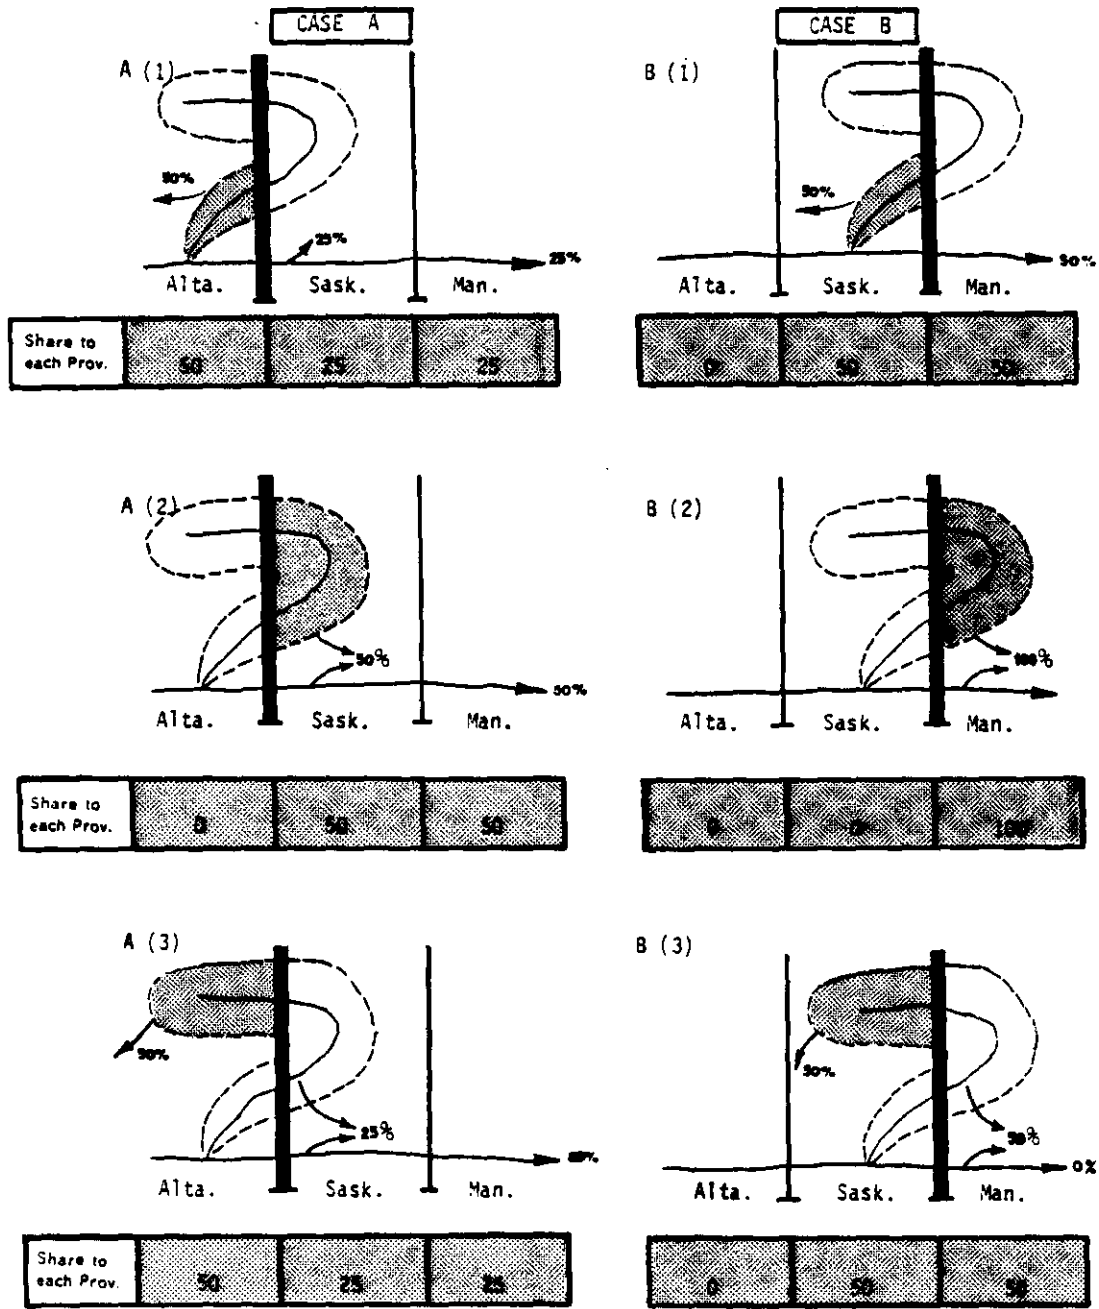 CASE A
CASE B
A (1)
B (1)
50%
50%
25%
25%
50%
Alta. Sask. Man.
Alta. Sask. Man.
Share to
each Prov.
50 25 25
0 50 50
A (2)
B (2)
50%
50%
100%
Alta. Sask. Man.
Alta. Sask. Man.
Share to
each Prov.
0 50 50
0 0 100
A (3)
B (3)
50%
50%
25%
50%
0%
Alta. Sask. Man.
Alta. Sask. Man.
Share to
each Prov.
50 25 25
0 50 50